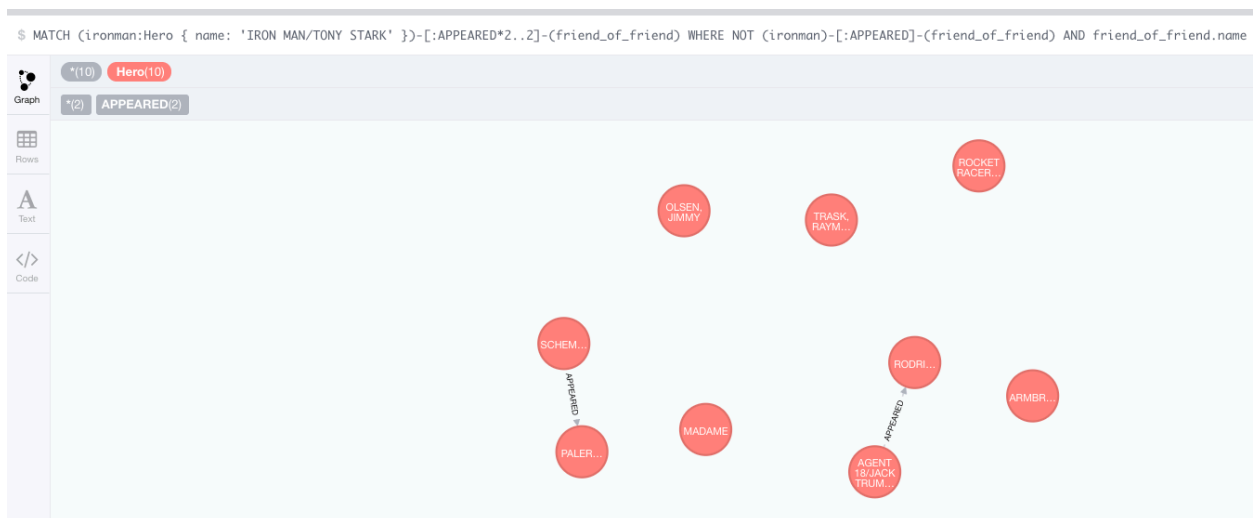 $ MATCH (ironman:Hero { name: 'IRON MAN/TONY STARK' })-[:APPEARED*2..2]-(friend_of_friend) WHERE NOT (ironman)-[:APPEARED]-(friend_of_friend) AND friend_of_friend.name
*(10) Hero(10)
Graph
*(2) APPEARED(2)
Rows
A
Text
</>
Code
ROCKET
RACER...
OLSEN,
JIMMY
TRASK,
RAYM...
SCHEM...
APPEARED
PALER...
MADAME
RODRI...
APPEARED
AGENT
18/JACK
TRUM...
ARMBR...